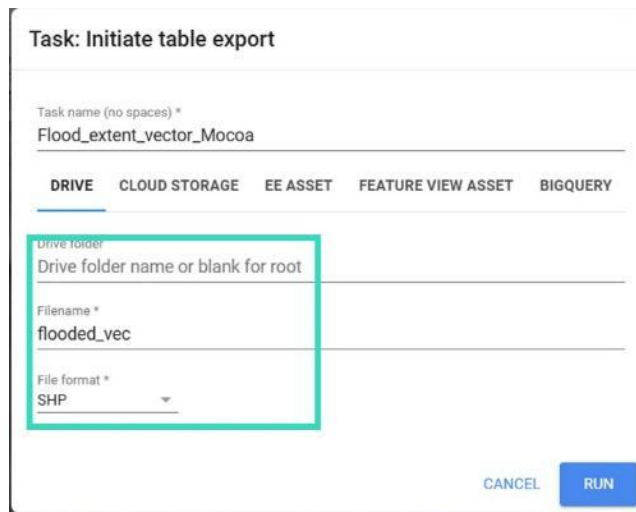 Task: Initiate table export
Task name (no spaces) *
Flood_extent_vector_Mocoa
DRIVE CLOUD STORAGE EE ASSET FEATURE VIEW ASSET BIGQUERY
Drive folder
Drive folder name or blank for root
Filename *
flooded_vec
File format *
SHP
CANCEL RUN